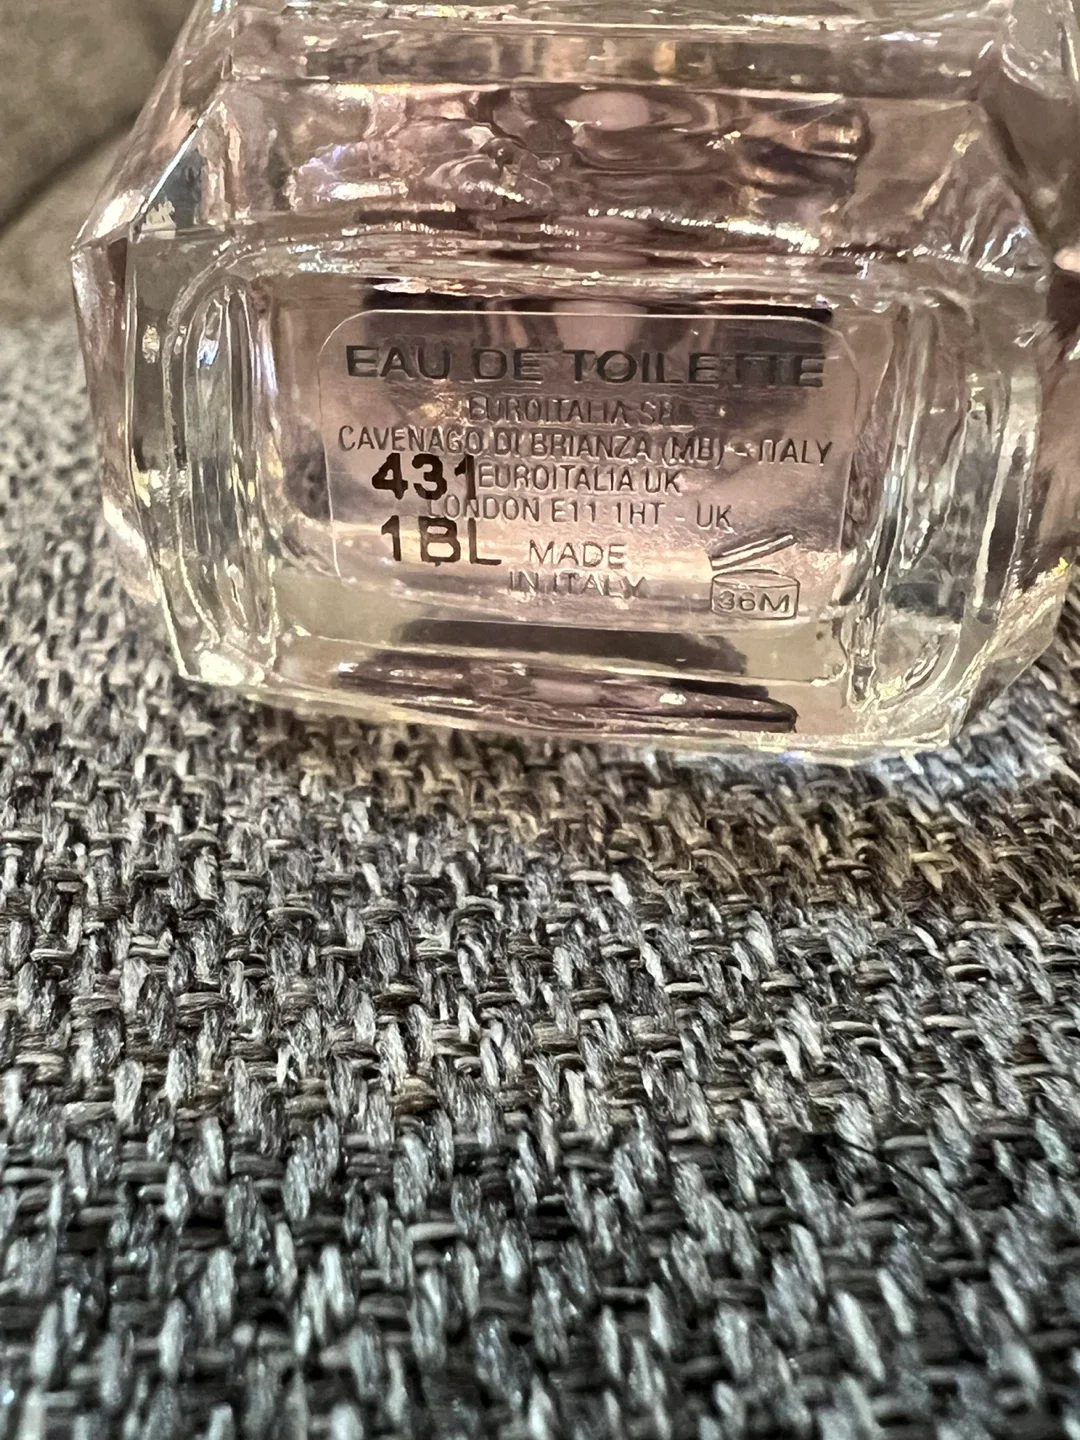 EAU DE TOILETTE
EUROITALIA SRL
CAVENAGO DI BRIANZA (MB) - ITALY
431
EUROITALIA UK
LONDON E11 1HT - UK
1BL
MADE
IN ITALY
36M